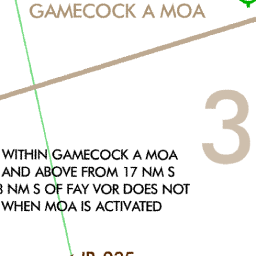 GAMECOCK A MOA
3
WITHIN GAMECOCK A MOA
AND ABOVE FROM 17 NM S
NM S OF FAY VOR DOES NOT
WHEN MOA IS ACTIVATED